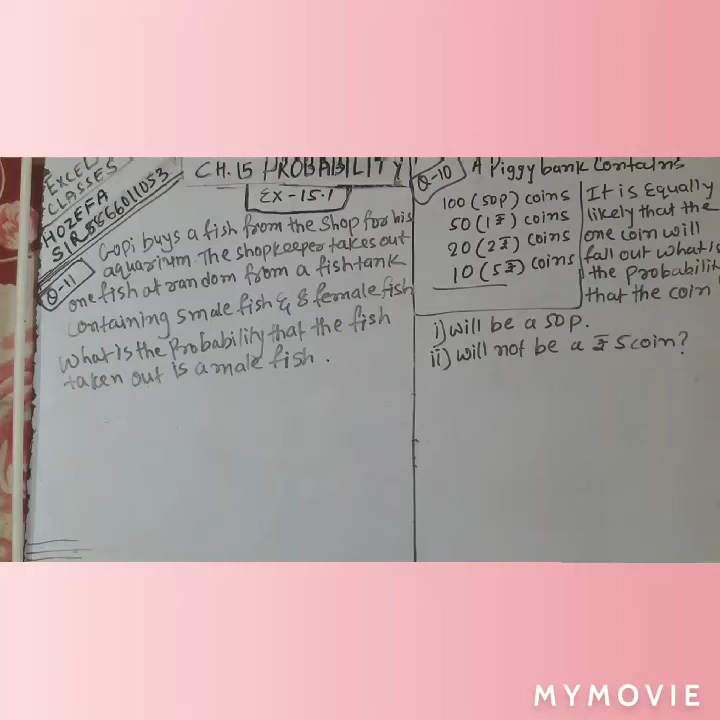 EXCEL
CLASSES
HOZEFA
CH. 15 PROBABILITY
EX-15.1
Q-11
Gopi buys a fish from the shop for his
aquarium. The shopkeeper takes out
one fish at random from a fish tank
containing 5 male fish & 8 female fish
What is the Probability that the fish
taken out is a male fish.
Q-10
A Piggy bank Contains
100 (50p) coins
50 (1₹) coins
20 (2₹) coins
10 (5₹) coins
It is Equally
likely that the
one coin will
fall out what is
the probabilit
that the coin
i) will be a 50p.
ii) will not be a ₹ 5 coin?
MYMOVIE